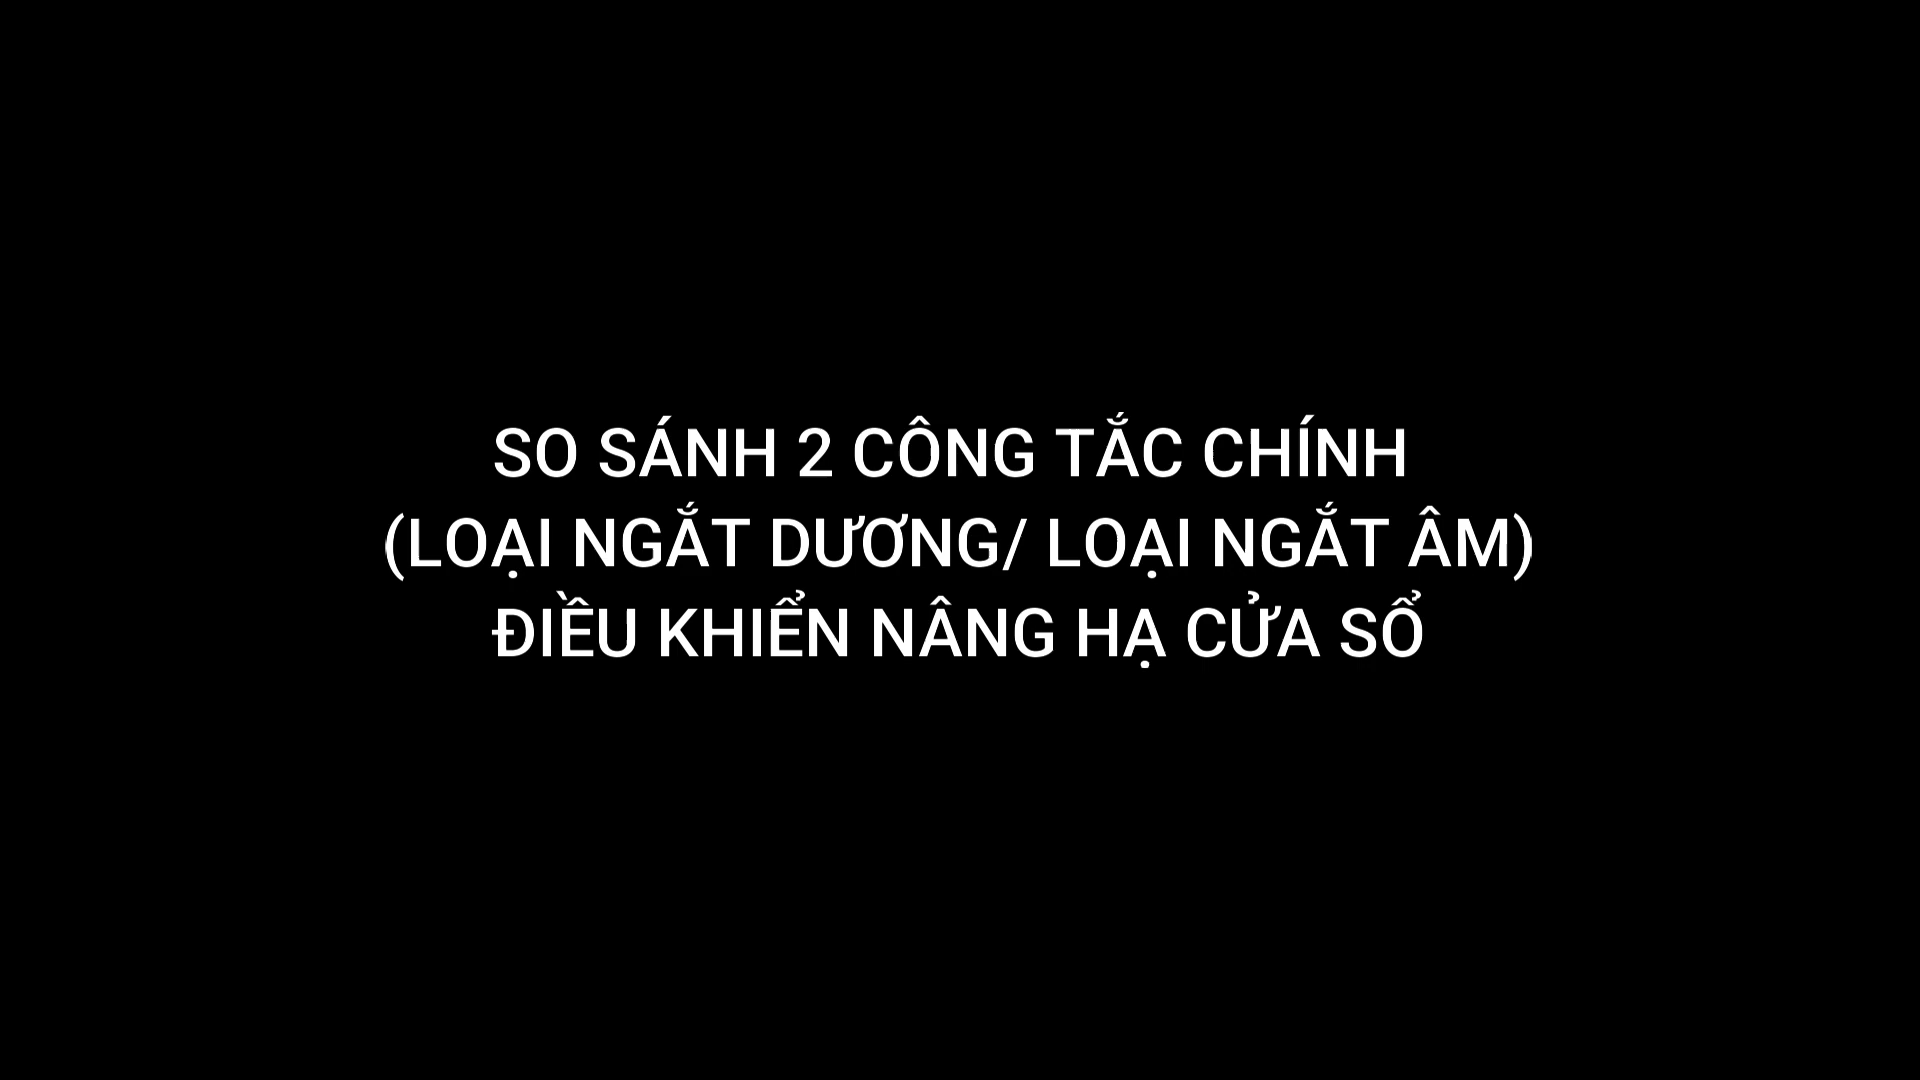 SO SÁNH 2 CÔNG TẮC CHÍNH
(LOẠI NGẮT DƯƠNG/ LOẠI NGẮT ÂM)
ĐIỀU KHIỂN NÂNG HẠ CỬA SỔ